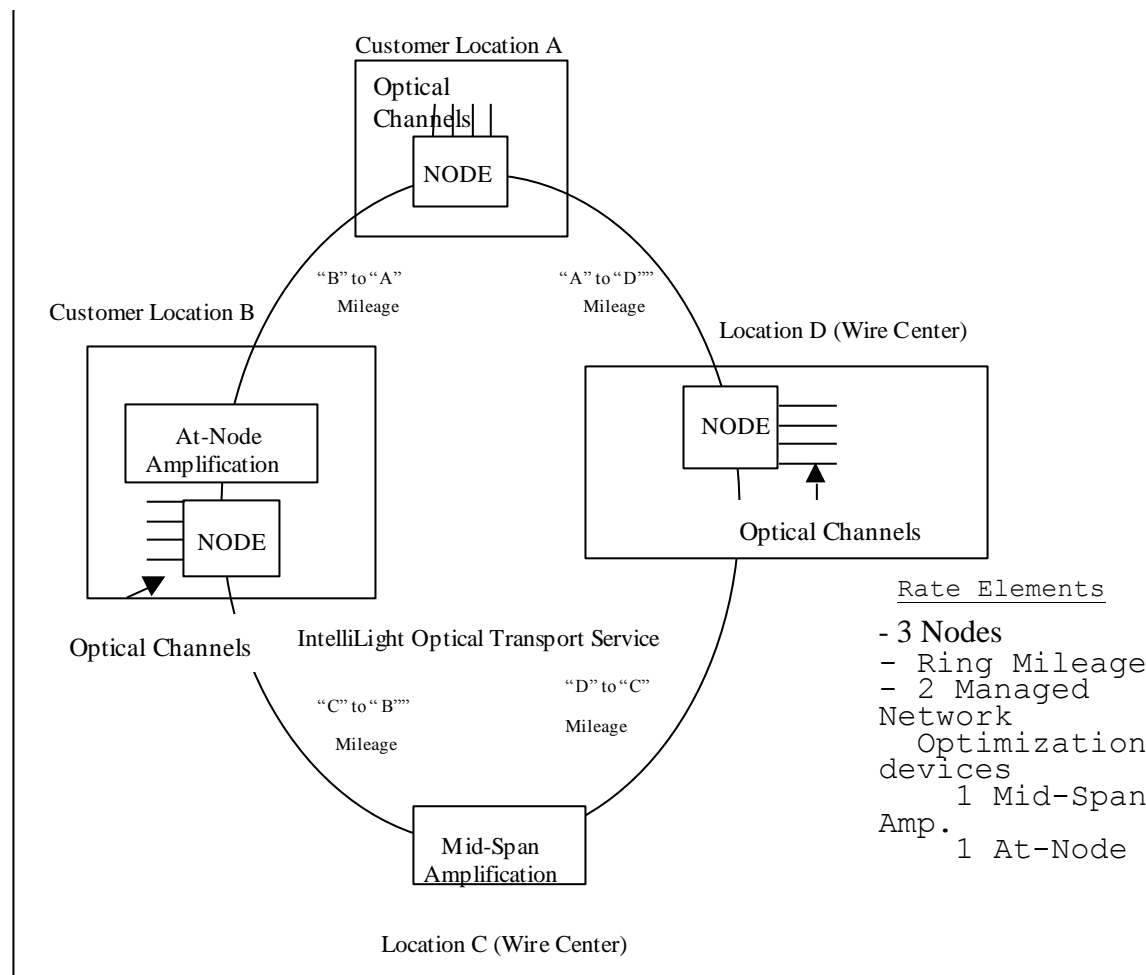 Customer Location A
Optical
Channels
NODE
“B” to “A”
Mileage
“A” to “D””
Mileage
Customer Location B
Location D (Wire Center)
At-Node
Amplification
NODE
NODE
Optical Channels
Optical Channels
IntelliLight Optical Transport Service
“C” to “B””
Mileage
“D” to “C”
Mileage
Mid-Span
Amplification
Location C (Wire Center)
Rate Elements
- 3 Nodes
- Ring Mileage
- 2 Managed
Network
Optimization
devices
1 Mid-Span
Amp.
1 At-Node